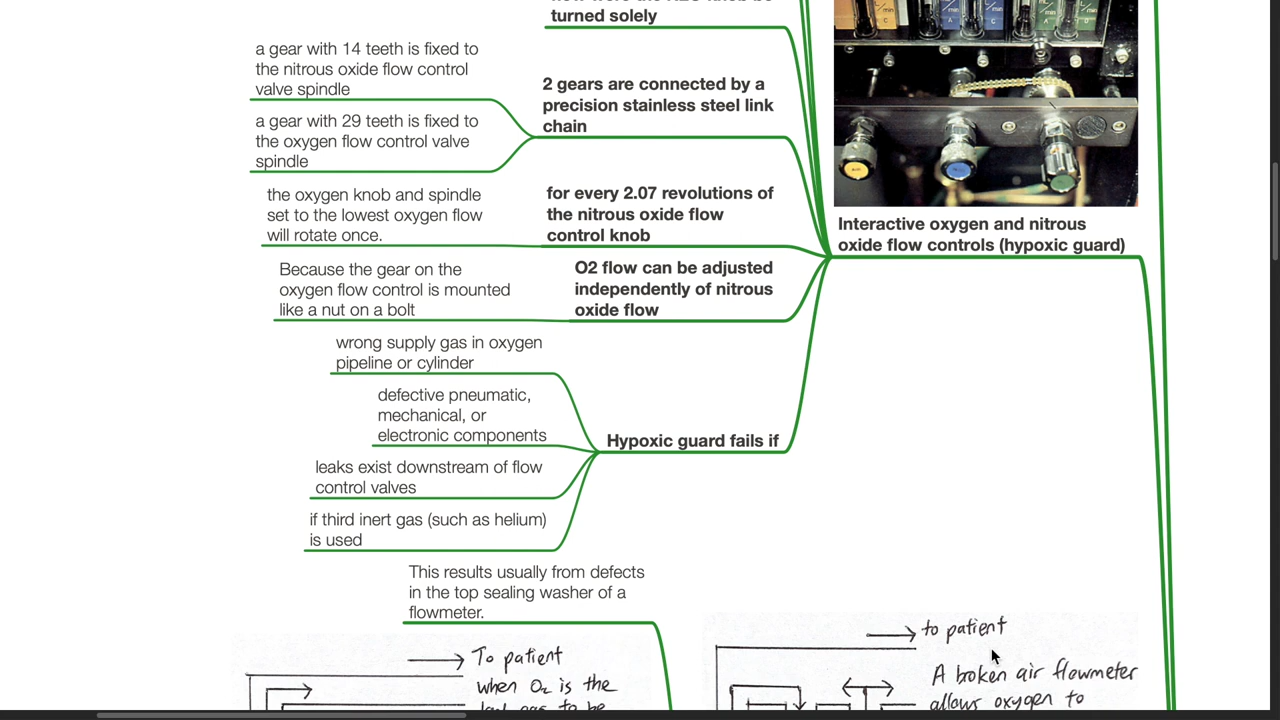 turned solely
a gear with 14 teeth is fixed to
the nitrous oxide flow control
valve spindle
2 gears are connected by a
precision stainless steel link
chain
a gear with 29 teeth is fixed to
the oxygen flow control valve
spindle
the oxygen knob and spindle
set to the lowest oxygen flow
will rotate once.
for every 2.07 revolutions of
the nitrous oxide flow
control knob
Interactive oxygen and nitrous
oxide flow controls (hypoxic guard)
Because the gear on the
oxygen flow control is mounted
like a nut on a bolt
O2 flow can be adjusted
independently of nitrous
oxide flow
wrong supply gas in oxygen
pipeline or cylinder
defective pneumatic,
mechanical, or
electronic components
Hypoxic guard fails if
leaks exist downstream of flow
control valves
if third inert gas (such as helium)
is used
This results usually from defects
in the top sealing washer of a
flowmeter.
To patient
when O2 is the
to patient
A broken air flowmeter
allows oxygen to